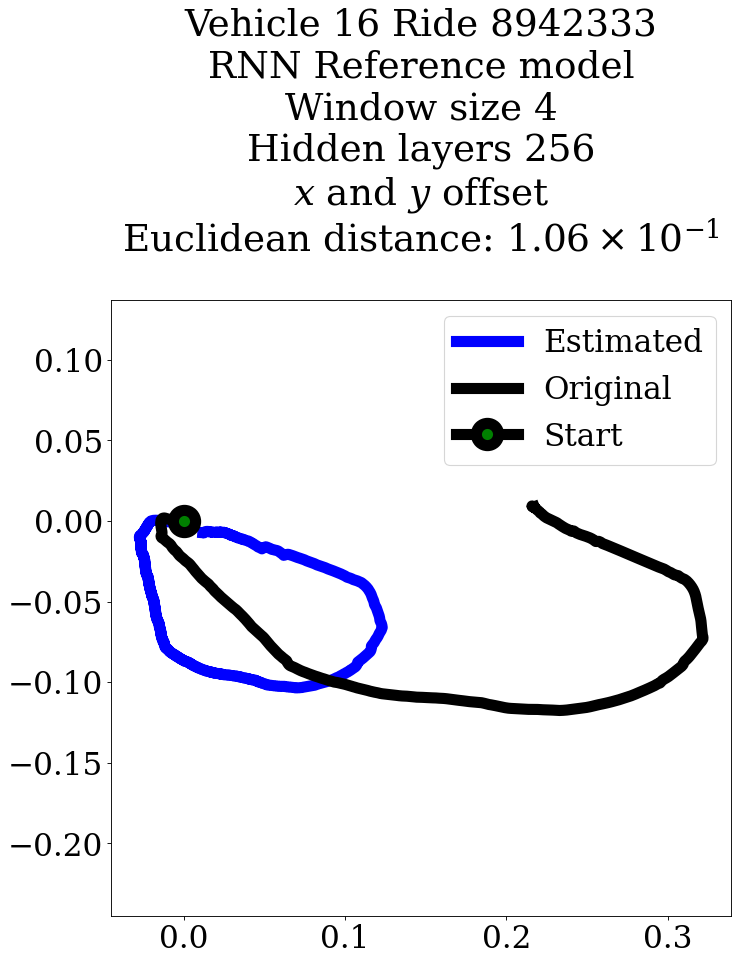 Vehicle 16 Ride 8942333
RNN Reference model
Window size 4
Hidden layers 256
x and y offset
Euclidean distance: 1.06 × 10⁻¹
Estimated
Original
Start
0.10
0.05
0.00
−0.05
−0.10
−0.15
−0.20
0.0 0.1 0.2 0.3